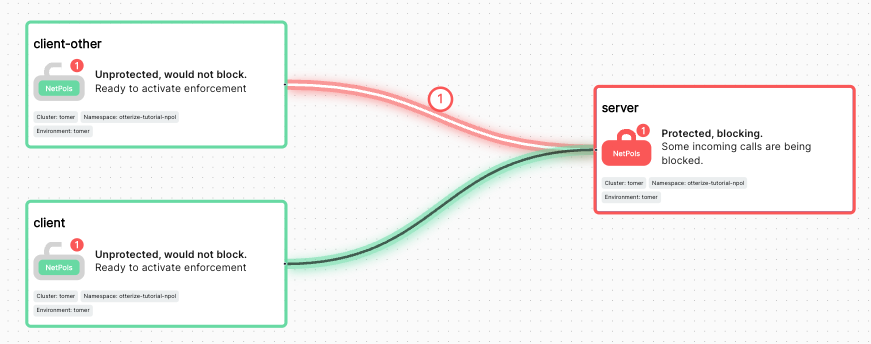 client-other
1
NetPols
Unprotected, would not block.
Ready to activate enforcement
Cluster: tomer
Namespace: otterize-tutorial-npol
Environment: tomer
1
server
1
NetPols
Protected, blocking.
Some incoming calls are being
blocked.
Cluster: tomer
Namespace: otterize-tutorial-npol
Environment: tomer
client
1
NetPols
Unprotected, would not block.
Ready to activate enforcement
Cluster: tomer
Namespace: otterize-tutorial-npol
Environment: tomer